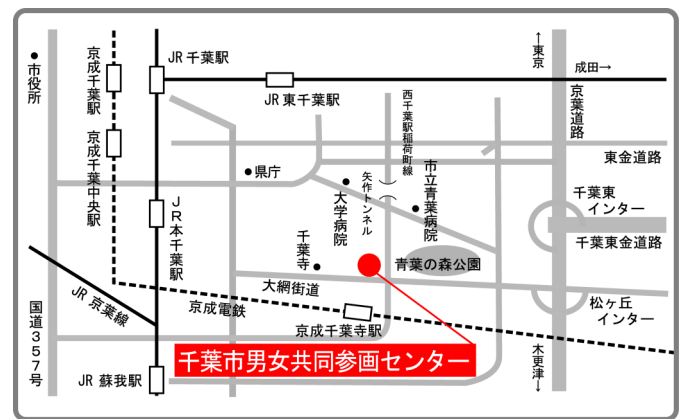 ●市役所
京成千葉駅
JR千葉駅
↑東京
成田→
JR東千葉駅
京葉道路
西千葉駅稲荷町線
京成千葉中央駅
東金道路
●県庁
●大学病院
矢作トンネル
●市立青葉病院
千葉東
インター
JR本千葉駅
千葉寺●
青葉の森公園
千葉東金道路
大網街道
JR京葉線
京成電鉄
松ヶ丘
インター
国道357号
京成千葉寺駅
木更津↓
千葉市男女共同参画センター
JR 蘇我駅